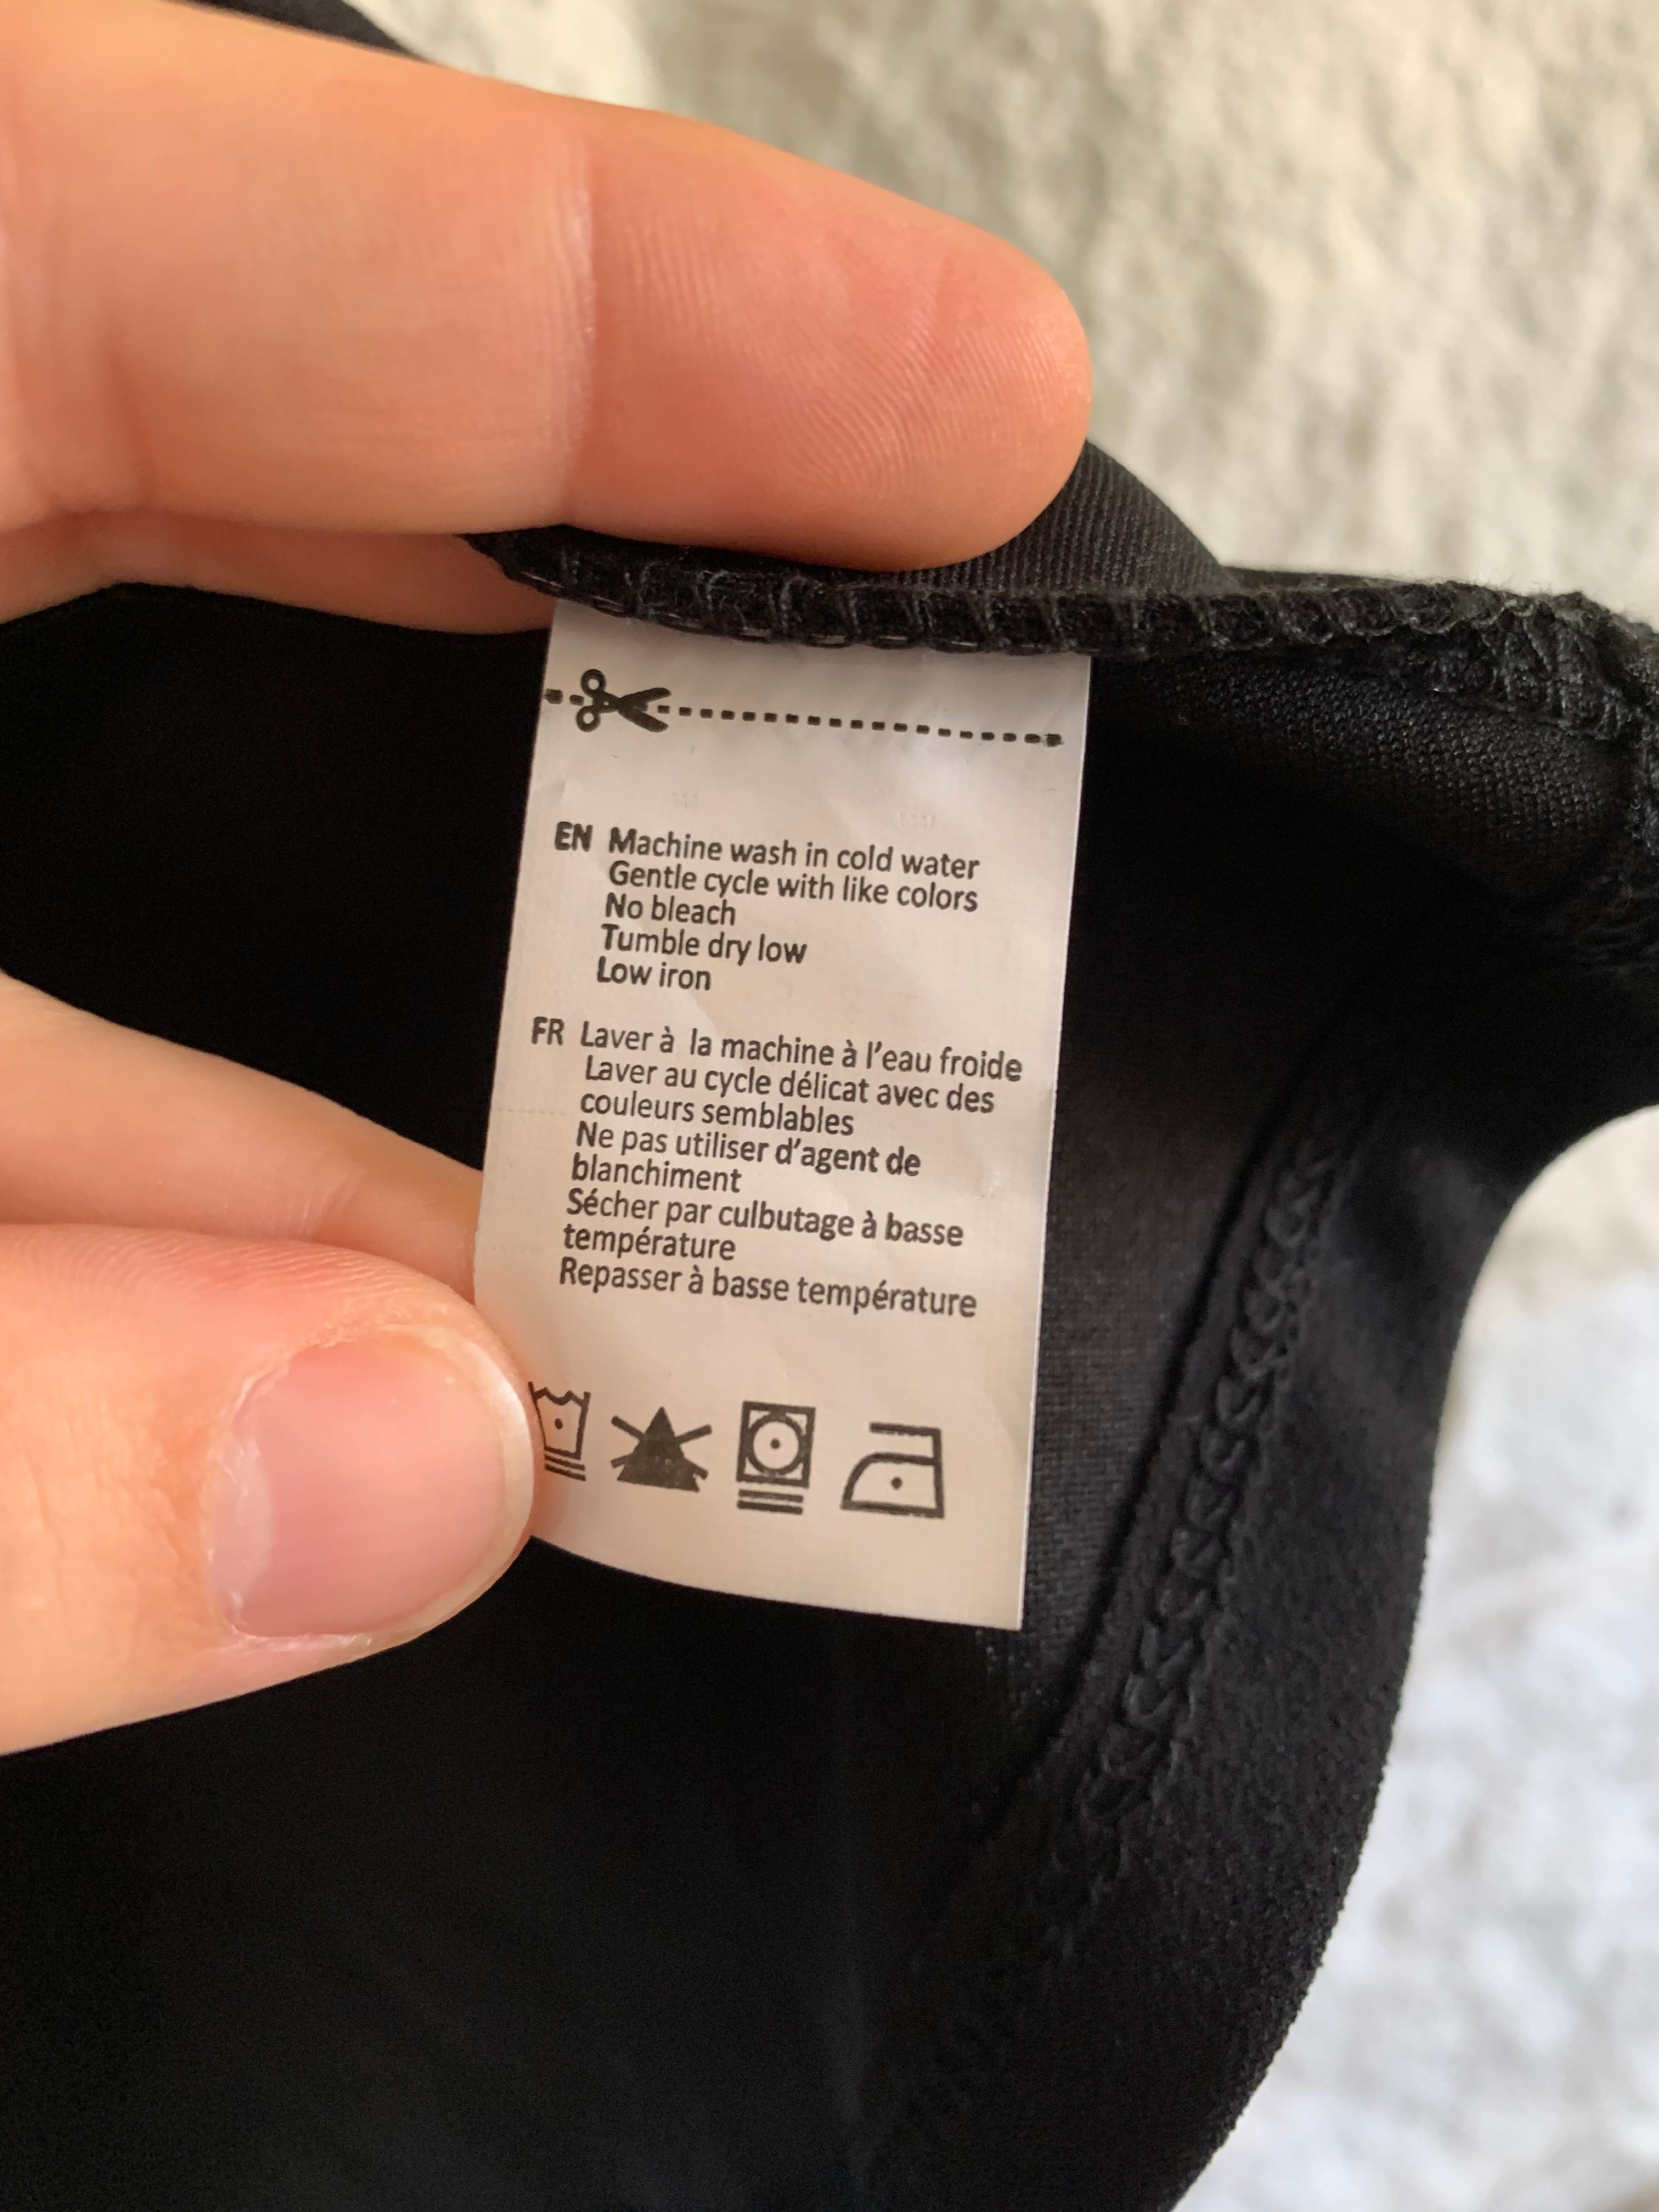 EN Machine wash in cold water
Gentle cycle with like colors
No bleach
Tumble dry low
Low iron
FR Laver à la machine à l'eau froide
Laver au cycle délicat avec des
couleurs semblables
Ne pas utiliser d'agent de
blanchiment
Sécher par culbutage à basse
température
Repasser à basse température